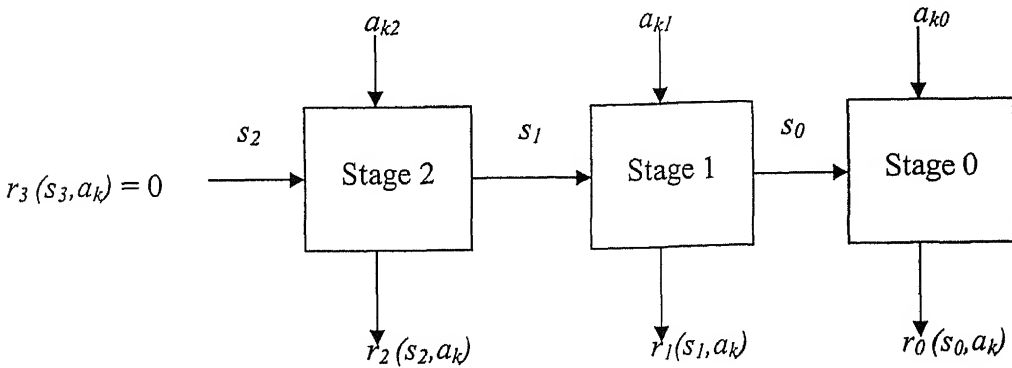 a_{k2} a_{k1} a_{k0}
s_2 s_1 s_0
r_3 (s_3,a_k) = 0 Stage 2 Stage 1 Stage 0
r_2 (s_2,a_k) r_1(s_1,a_k) r_0 (s_0,a_k)